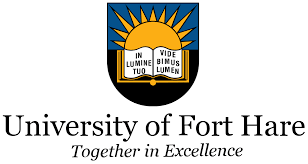 IN
LUMINE
TUO
VIDE
BIMUS
LUMEN
University of Fort Hare
Together in Excellence